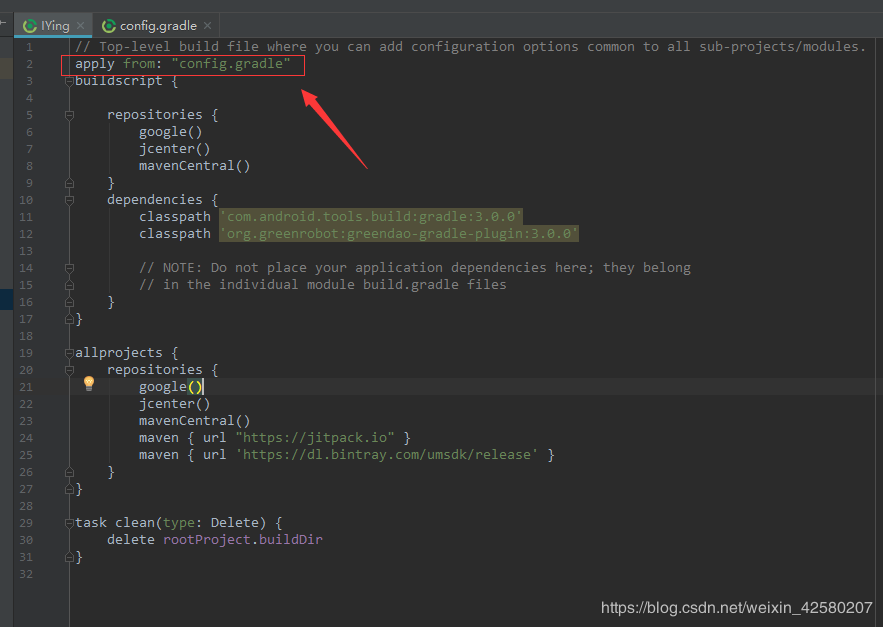 IYing
config.gradle
1 // Top-level build file where you can add configuration options common to all sub-projects/modules.
2 apply from: "config.gradle"
3 buildscript {
4
5 repositories {
6 google()
7 jcenter()
8 mavenCentral()
9 }
10 dependencies {
11 classpath 'com.android.tools.build:gradle:3.0.0'
12 classpath 'org.greenrobot:greendao-gradle-plugin:3.0.0'
13
14 // NOTE: Do not place your application dependencies here; they belong
15 // in the individual module build.gradle files
16 }
17 }
18
19 allprojects {
20 repositories {
21 google()
22 jcenter()
23 mavenCentral()
24 maven { url "https://jitpack.io" }
25 maven { url 'https://dl.bintray.com/umsdk/release' }
26 }
27 }
28
29 task clean(type: Delete) {
30 delete rootProject.buildDir
31 }
32
https://blog.csdn.net/weixin_42580207